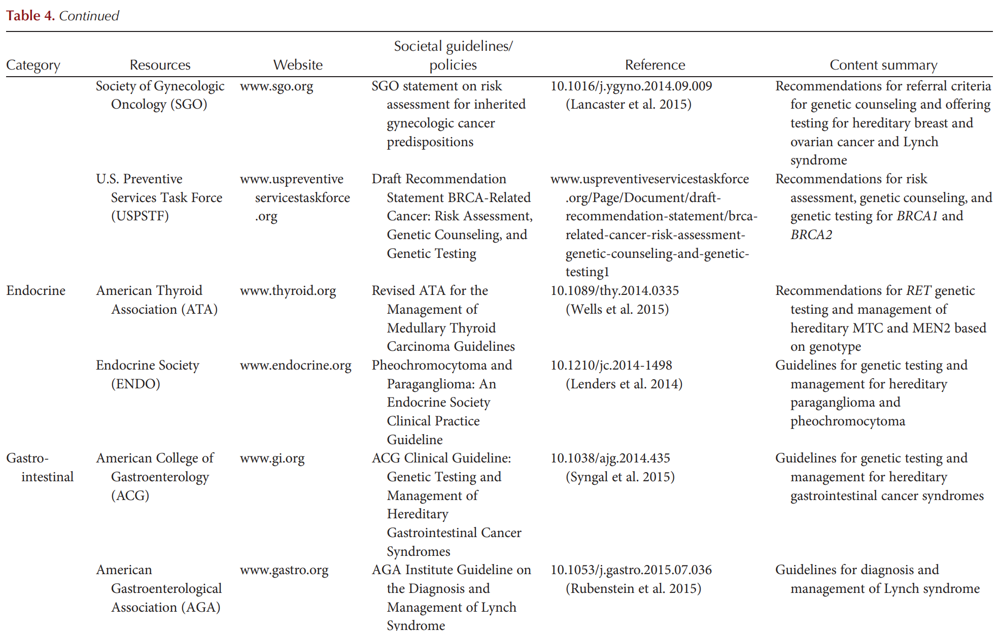 Table 4. Continued
Category Resources Website Societal guidelines/ policies Reference Content summary
Society of Gynecologic Oncology (SGO)
www.sgo.org
SGO statement on risk assessment for inherited gynecologic cancer predispositions
10.1016/j.ygyno.2014.09.009 (Lancaster et al. 2015)
Recommendations for referral criteria for genetic counseling and offering testing for hereditary breast and ovarian cancer and Lynch syndrome
U.S. Preventive Services Task Force (USPSTF)
www.uspreventive servicestaskforce .org
Draft Recommendation Statement BRCA-Related Cancer: Risk Assessment, Genetic Counseling, and Genetic Testing
www.uspreventiveservicestaskforce .org/Page/Document/draft- recommendation-statement/brca- related-cancer-risk-assessment- genetic-counseling-and-genetic- testing1
Recommendations for risk assessment, genetic counseling, and genetic testing for BRCA1 and BRCA2
Endocrine
American Thyroid Association (ATA)
www.thyroid.org
Revised ATA for the Management of Medullary Thyroid Carcinoma Guidelines
10.1089/thy.2014.0335 (Wells et al. 2015)
Recommendations for RET genetic testing and management of hereditary MTC and MEN2 based on genotype
Endocrine Society (ENDO)
www.endocrine.org
Pheochromocytoma and Paraganglioma: An Endocrine Society Clinical Practice Guideline
10.1210/jc.2014-1498 (Lenders et al. 2014)
Guidelines for genetic testing and management for hereditary paraganglioma and pheochromocytoma
Gastro- intestinal
American College of Gastroenterology (ACG)
www.gi.org
ACG Clinical Guideline: Genetic Testing and Management of Hereditary Gastrointestinal Cancer Syndromes
10.1038/ajg.2014.435 (Syngal et al. 2015)
Guidelines for genetic testing and management for hereditary gastrointestinal cancer syndromes
American Gastroenterological Association (AGA)
www.gastro.org
AGA Institute Guideline on the Diagnosis and Management of Lynch Syndrome
10.1053/j.gastro.2015.07.036 (Rubenstein et al. 2015)
Guidelines for diagnosis and management of Lynch syndrome